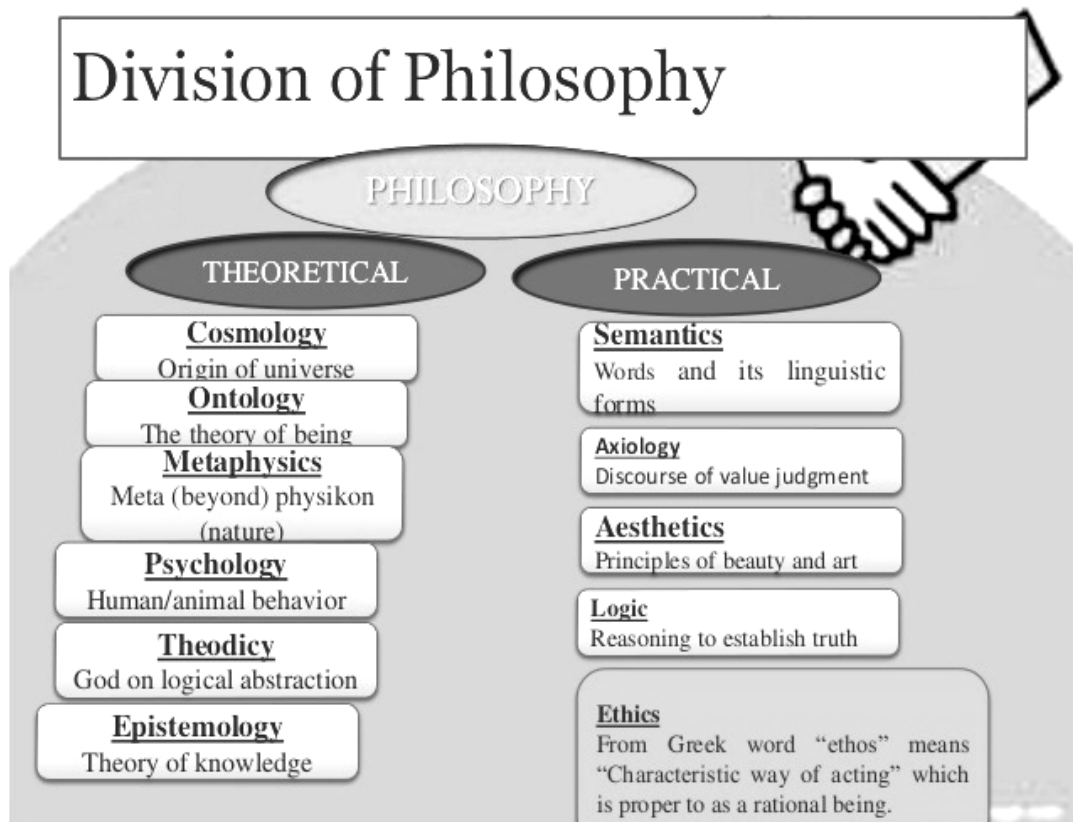 Division of Philosophy
PHILOSOPHY
THEORETICAL
Cosmology
Origin of universe
Ontology
The theory of being
Metaphysics
Meta (beyond) physikon
(nature)
Psychology
Human/animal behavior
Theodicy
God on logical abstraction
Epistemology
Theory of knowledge
PRACTICAL
Semantics
Words and its linguistic
forms
Axiology
Discourse of value judgment
Aesthetics
Principles of beauty and art
Logic
Reasoning to establish truth
Ethics
From Greek word “ethos” means
“Characteristic way of acting” which
is proper to as a rational being.